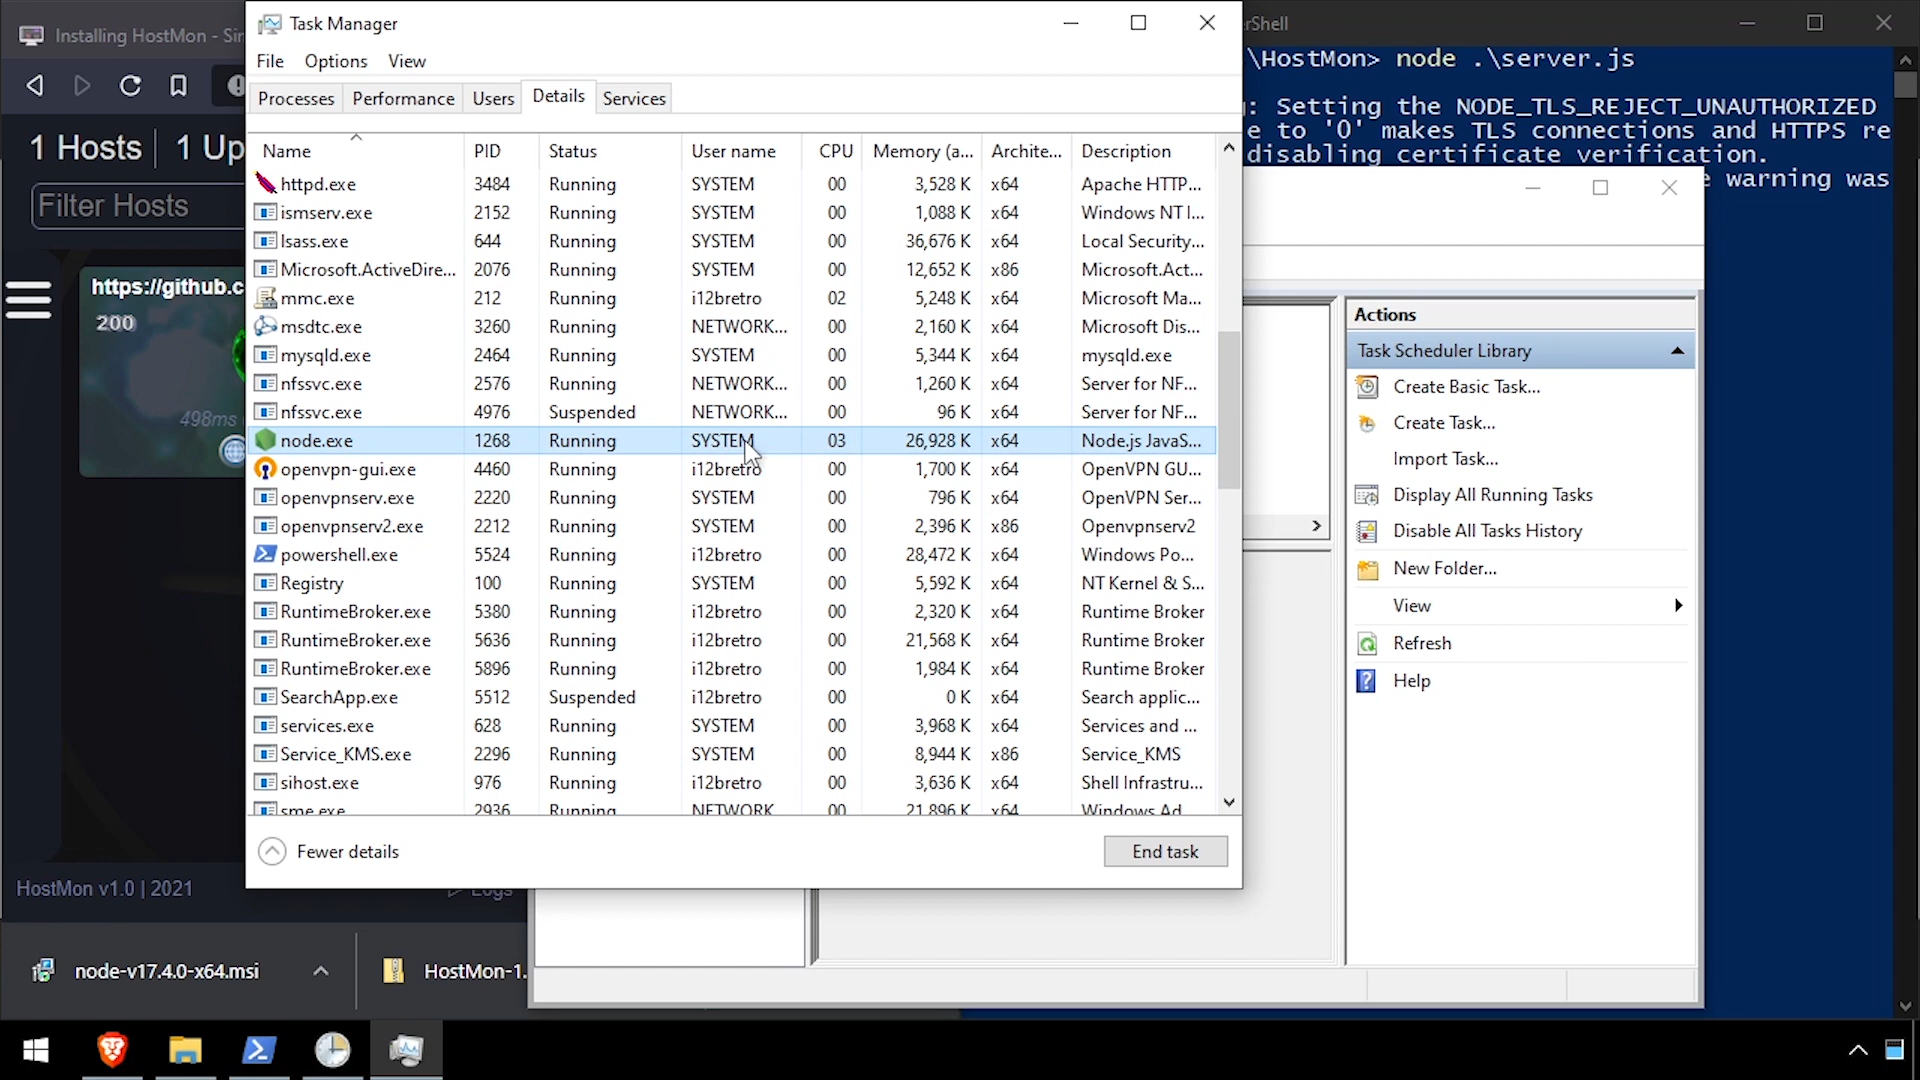 Installing HostMon - Sir
1 Hosts
1 Up
Filter Hosts
https://github.c
200
498ms
HostMon v1.0 | 2021
Logs
node-v17.4.0-x64.msi
HostMon-1.
Task Manager
File Options View
Processes Performance Users Details Services
Name PID Status User name CPU Memory (a... Archite... Description
httpd.exe 3484 Running SYSTEM 00 3,528 K x64 Apache HTTP...
ismserv.exe 2152 Running SYSTEM 00 1,088 K x64 Windows NT I...
lsass.exe 644 Running SYSTEM 00 36,676 K x64 Local Security...
Microsoft.ActiveDire... 2076 Running SYSTEM 00 12,652 K x86 Microsoft.Act...
mmc.exe 212 Running i12bretro 02 5,248 K x64 Microsoft Ma...
msdtc.exe 3260 Running NETWORK... 00 2,160 K x64 Microsoft Dis...
mysqld.exe 2464 Running SYSTEM 00 5,344 K x64 mysqld.exe
nfssvc.exe 2576 Running NETWORK... 00 1,260 K x64 Server for NF...
nfssvc.exe 4976 Suspended NETWORK... 00 96 K x64 Server for NF...
node.exe 1268 Running SYSTEM 03 26,928 K x64 Node.js JavaS...
openvpn-gui.exe 4460 Running i12bretro 00 1,700 K x64 OpenVPN GU...
openvpnserv.exe 2220 Running SYSTEM 00 796 K x64 OpenVPN Ser...
openvpnserv2.exe 2212 Running SYSTEM 00 2,396 K x86 Openvpnserv2
powershell.exe 5524 Running i12bretro 00 28,472 K x64 Windows Po...
Registry 100 Running SYSTEM 00 5,592 K x64 NT Kernel & S...
RuntimeBroker.exe 5380 Running i12bretro 00 2,320 K x64 Runtime Broker
RuntimeBroker.exe 5636 Running i12bretro 00 21,568 K x64 Runtime Broker
RuntimeBroker.exe 5896 Running i12bretro 00 1,984 K x64 Runtime Broker
SearchApp.exe 5512 Suspended i12bretro 00 0 K x64 Search applic...
services.exe 628 Running SYSTEM 00 3,968 K x64 Services and ...
Service_KMS.exe 2296 Running SYSTEM 00 8,944 K x86 Service_KMS
sihost.exe 976 Running i12bretro 00 3,636 K x64 Shell Infrastru...
sme.exe 2936 Running NETWORK 00 21,896 K x64 Windows Ad
Fewer details
End task
rShell
\HostMon> node .\server.js
: Setting the NODE_TLS_REJECT_UNAUTHORIZED
e to '0' makes TLS connections and HTTPS re
disabling certificate verification.
e warning was
Actions
Task Scheduler Library
Create Basic Task...
Create Task...
Import Task...
Display All Running Tasks
Disable All Tasks History
New Folder...
View
Refresh
Help